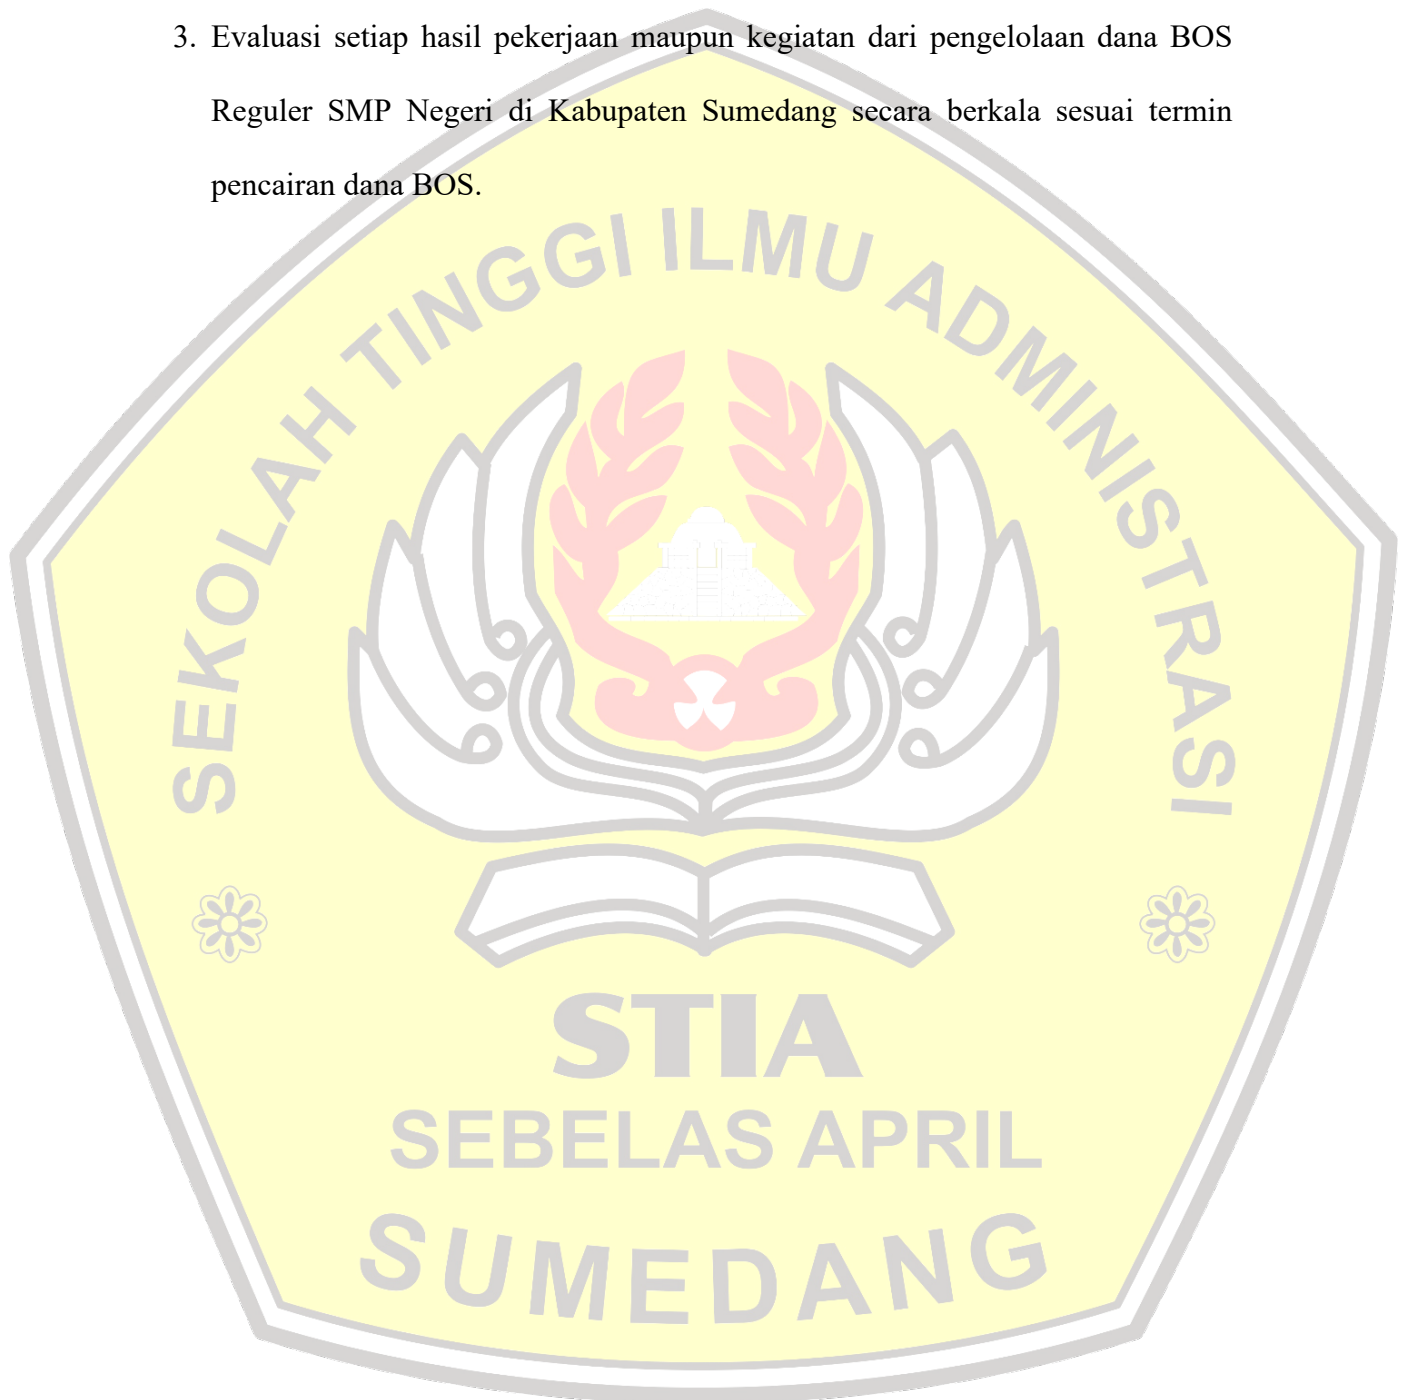 3. Evaluasi setiap hasil pekerjaan maupun kegiatan dari pengelolaan dana BOS
Reguler SMP Negeri di Kabupaten Sumedang secara berkala sesuai termin
pencairan dana BOS.
SEKOLAH TINGGI ILMU ADMINISTRASI
STIA
SEBELAS APRIL
SUMEDANG